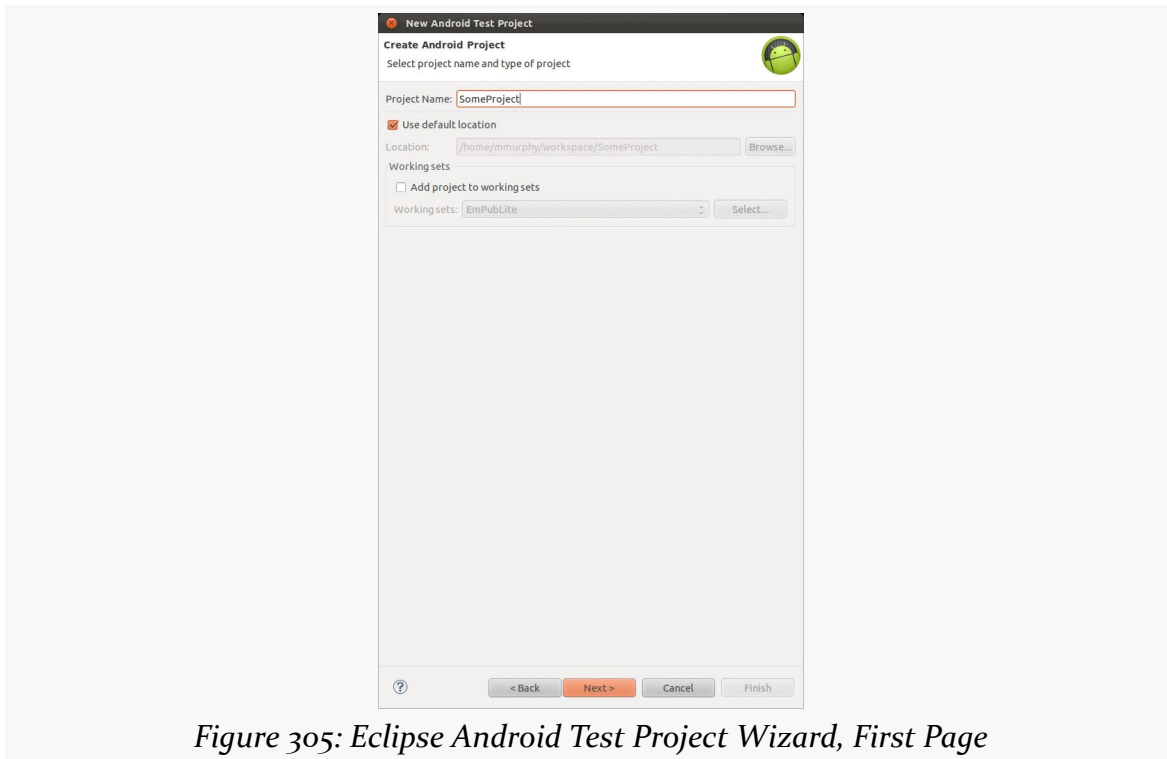 New Android Test Project
Create Android Project
Select project name and type of project
Project Name: SomeProject
Use default location
Location: /home/mmurphy/workspace/SomeProject Browse...
Working sets
Add project to working sets
Working sets: EmPubLite Select...
< Back Next > Cancel Finish
Figure 305: Eclipse Android Test Project Wizard, First Page